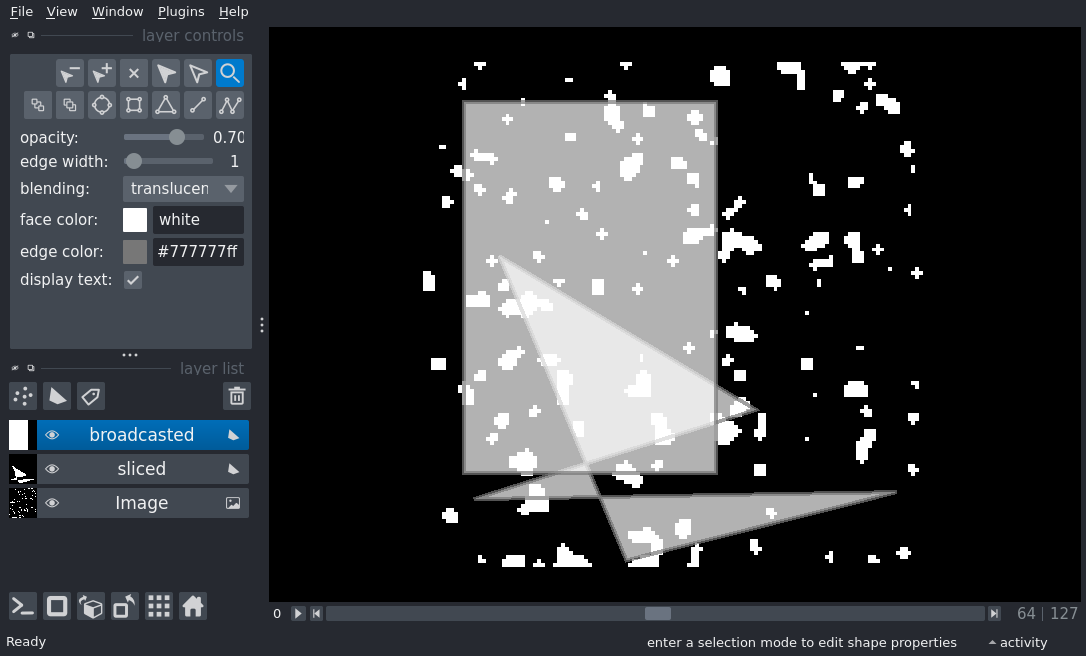 File View Window Plugins Help
layer controls
opacity: 0.70
edge width: 1
blending: translucen
face color: white
edge color: #777777ff
display text:
layer list
broadcasted
sliced
Image
0 64 | 127
Ready enter a selection mode to edit shape properties activity